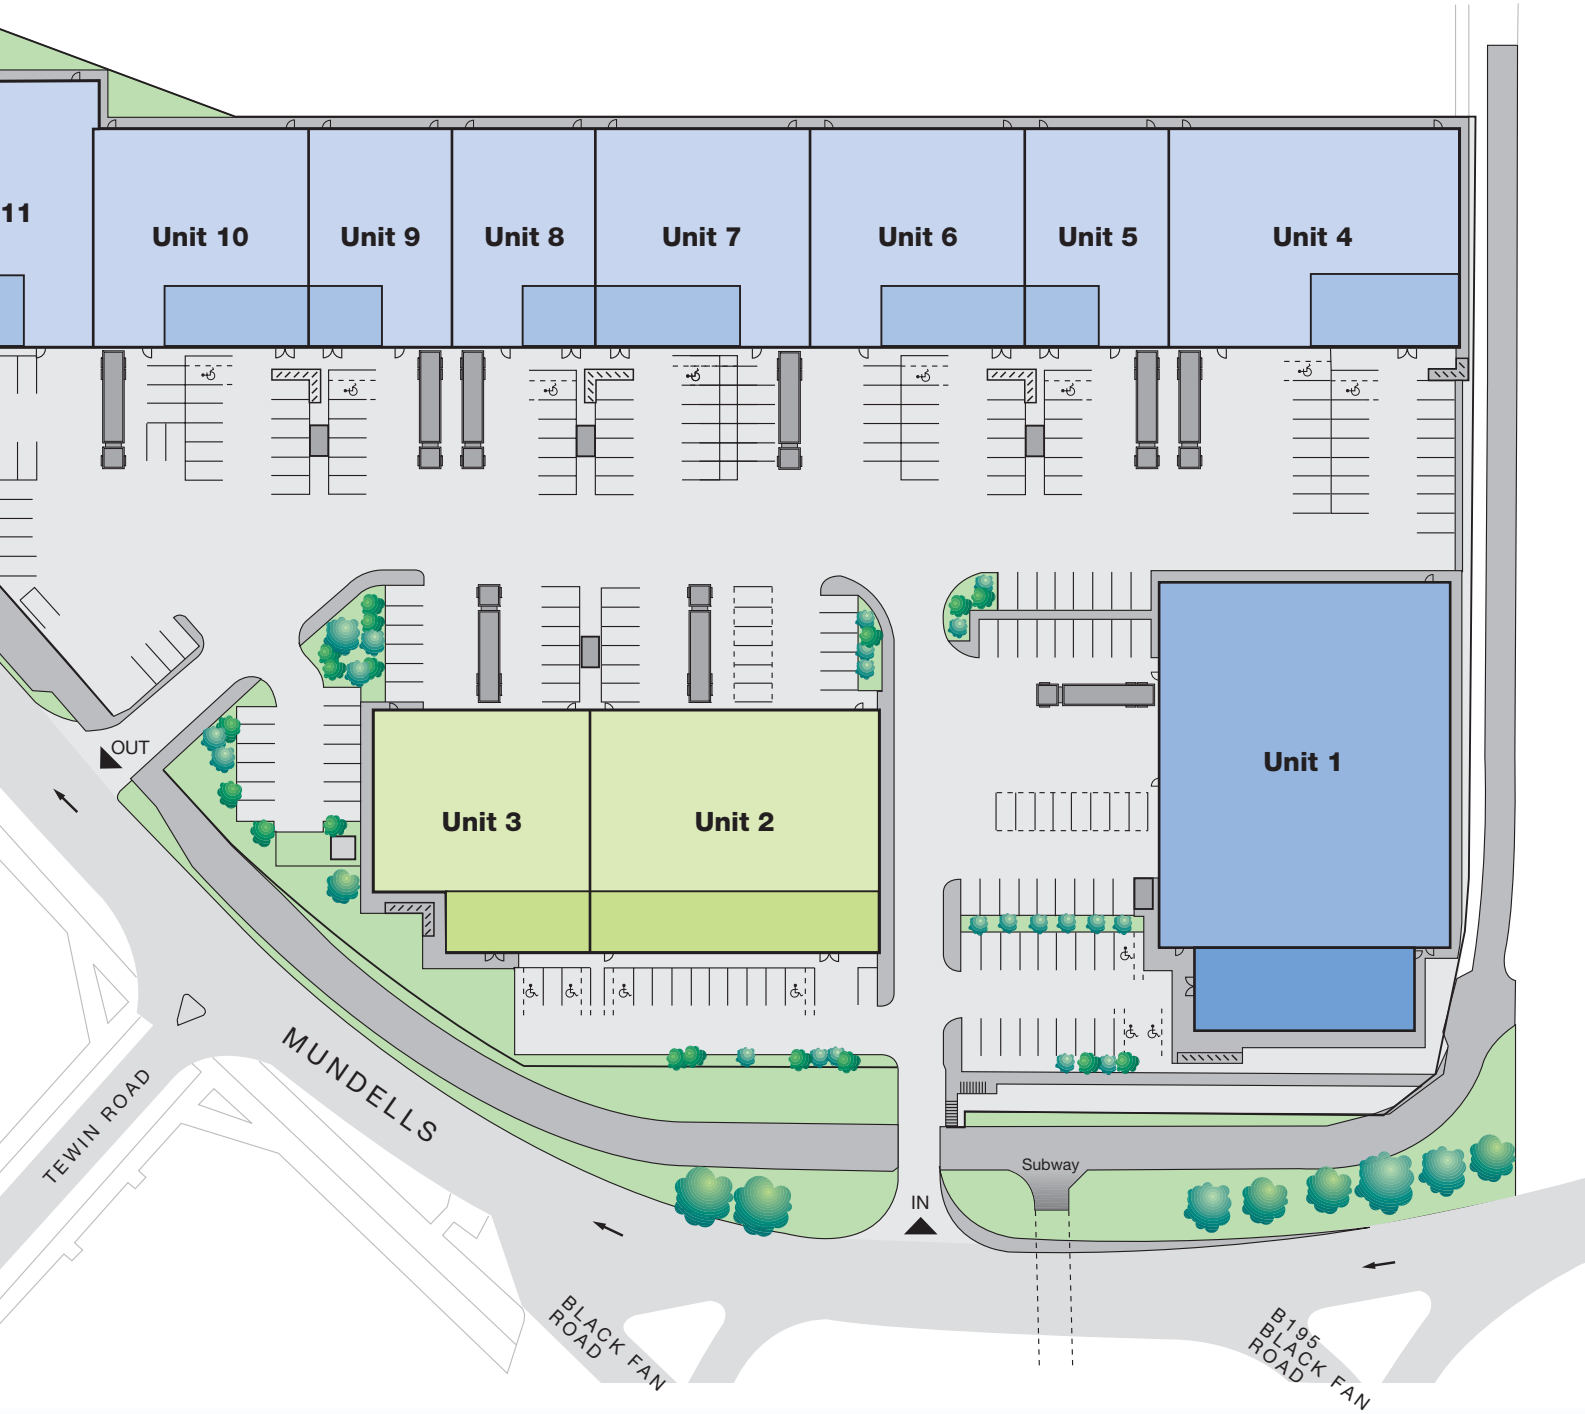 11
Unit 10
Unit 9
Unit 8
Unit 7
Unit 6
Unit 5
Unit 4
OUT
Unit 1
Unit 3
Unit 2
MUNDELLS
TEWIN ROAD
Subway
IN
BLACK FAN
ROAD
B195
BLACK FAN
ROAD